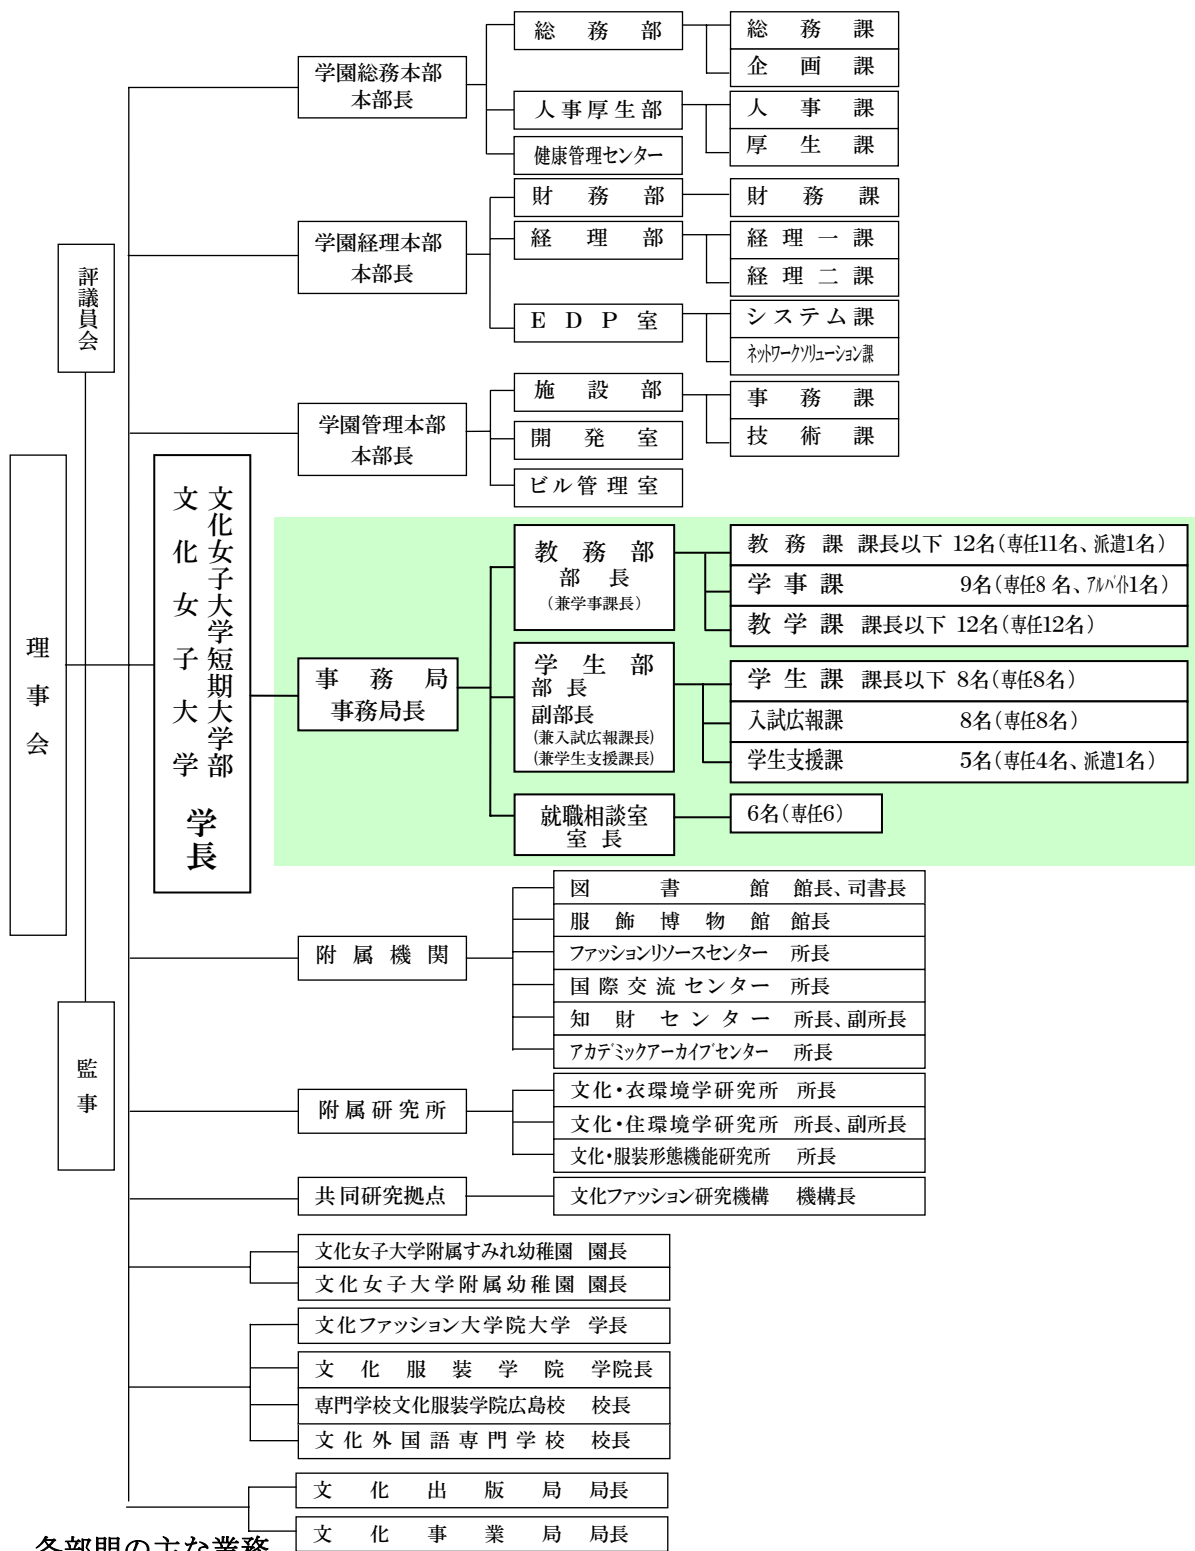 総務部
総務課
企画課
学園総務本部
本部長
人事厚生部
人事課
厚生課
健康管理センター
財務部
財務課
学園経理本部
本部長
経理部
経理一課
経理二課
EDP室
システム課
ネットワークソリューション課
評議員会
施設部
事務課
技術課
学園管理本部
本部長
開発室
ビル管理室
理事会
文化女子大学短期大学部
文化女子大学
学長
事務局
事務局長
教務部
部長
(兼学事課長)
教務課 課長以下 12名(専任11名、派遣1名)
学事課 9名(専任8名、アルバイト1名)
教学課 課長以下 12名(専任12名)
学生部
部長
副部長
(兼入試広報課長)
(兼学生支援課長)
学生課 課長以下 8名(専任8名)
入試広報課 8名(専任8名)
学生支援課 5名(専任4名、派遣1名)
就職相談室
室長
6名(専任6)
監事
附属機関
図書館 館長、司書長
服飾博物館 館長
ファッションリソースセンター 所長
国際交流センター 所長
知財センター 所長、副所長
アカデミックアーカイブセンター 所長
附属研究所
文化・衣環境学研究所 所長
文化・住環境学研究所 所長、副所長
文化・服装形態機能研究所 所長
共同研究拠点
文化ファッション研究機構 機構長
文化女子大学附属すみれ幼稚園 園長
文化女子大学附属幼稚園 園長
文化ファッション大学院大学 学長
文化服装学院 学院長
専門学校文化服装学院広島校 校長
文化外国語専門学校 校長
文化出版局 局長
文化事業局 局長
各部門の主な業務